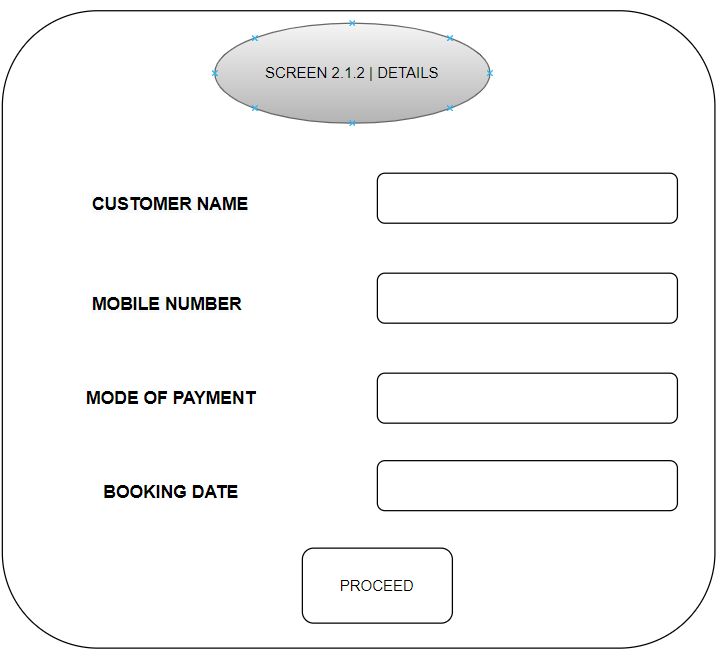 SCREEN 2.1.2 | DETAILS
CUSTOMER NAME
MOBILE NUMBER
MODE OF PAYMENT
BOOKING DATE
PROCEED